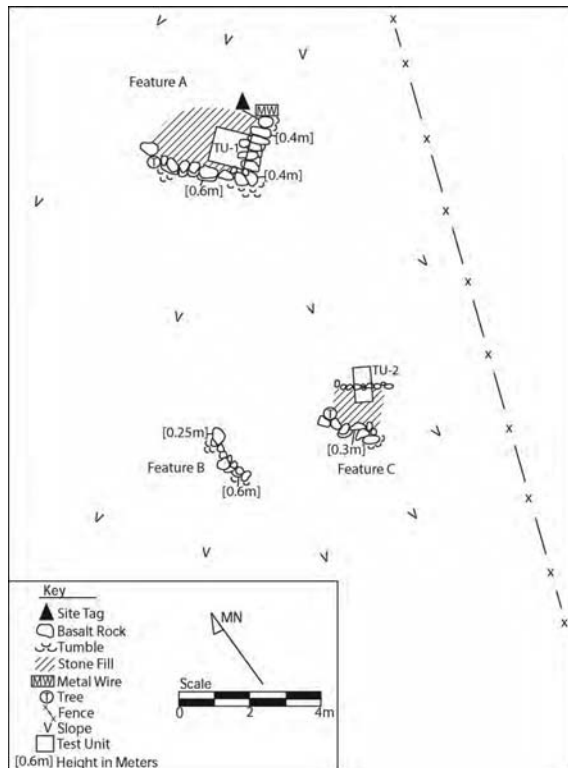 Feature A
MW
TU-1
[0.4m]
[0.4m]
[0.6m]
TU-2
T
T
[0.25m]
Feature B
[0.6m]
[0.3m]
Feature C
Key
Site Tag
Basalt Rock
Tumble
Stone Fill
MW Metal Wire
T Tree
x x Fence
V Slope
Test Unit
[0.6m] Height in Meters
MN
Scale
0 2 4m